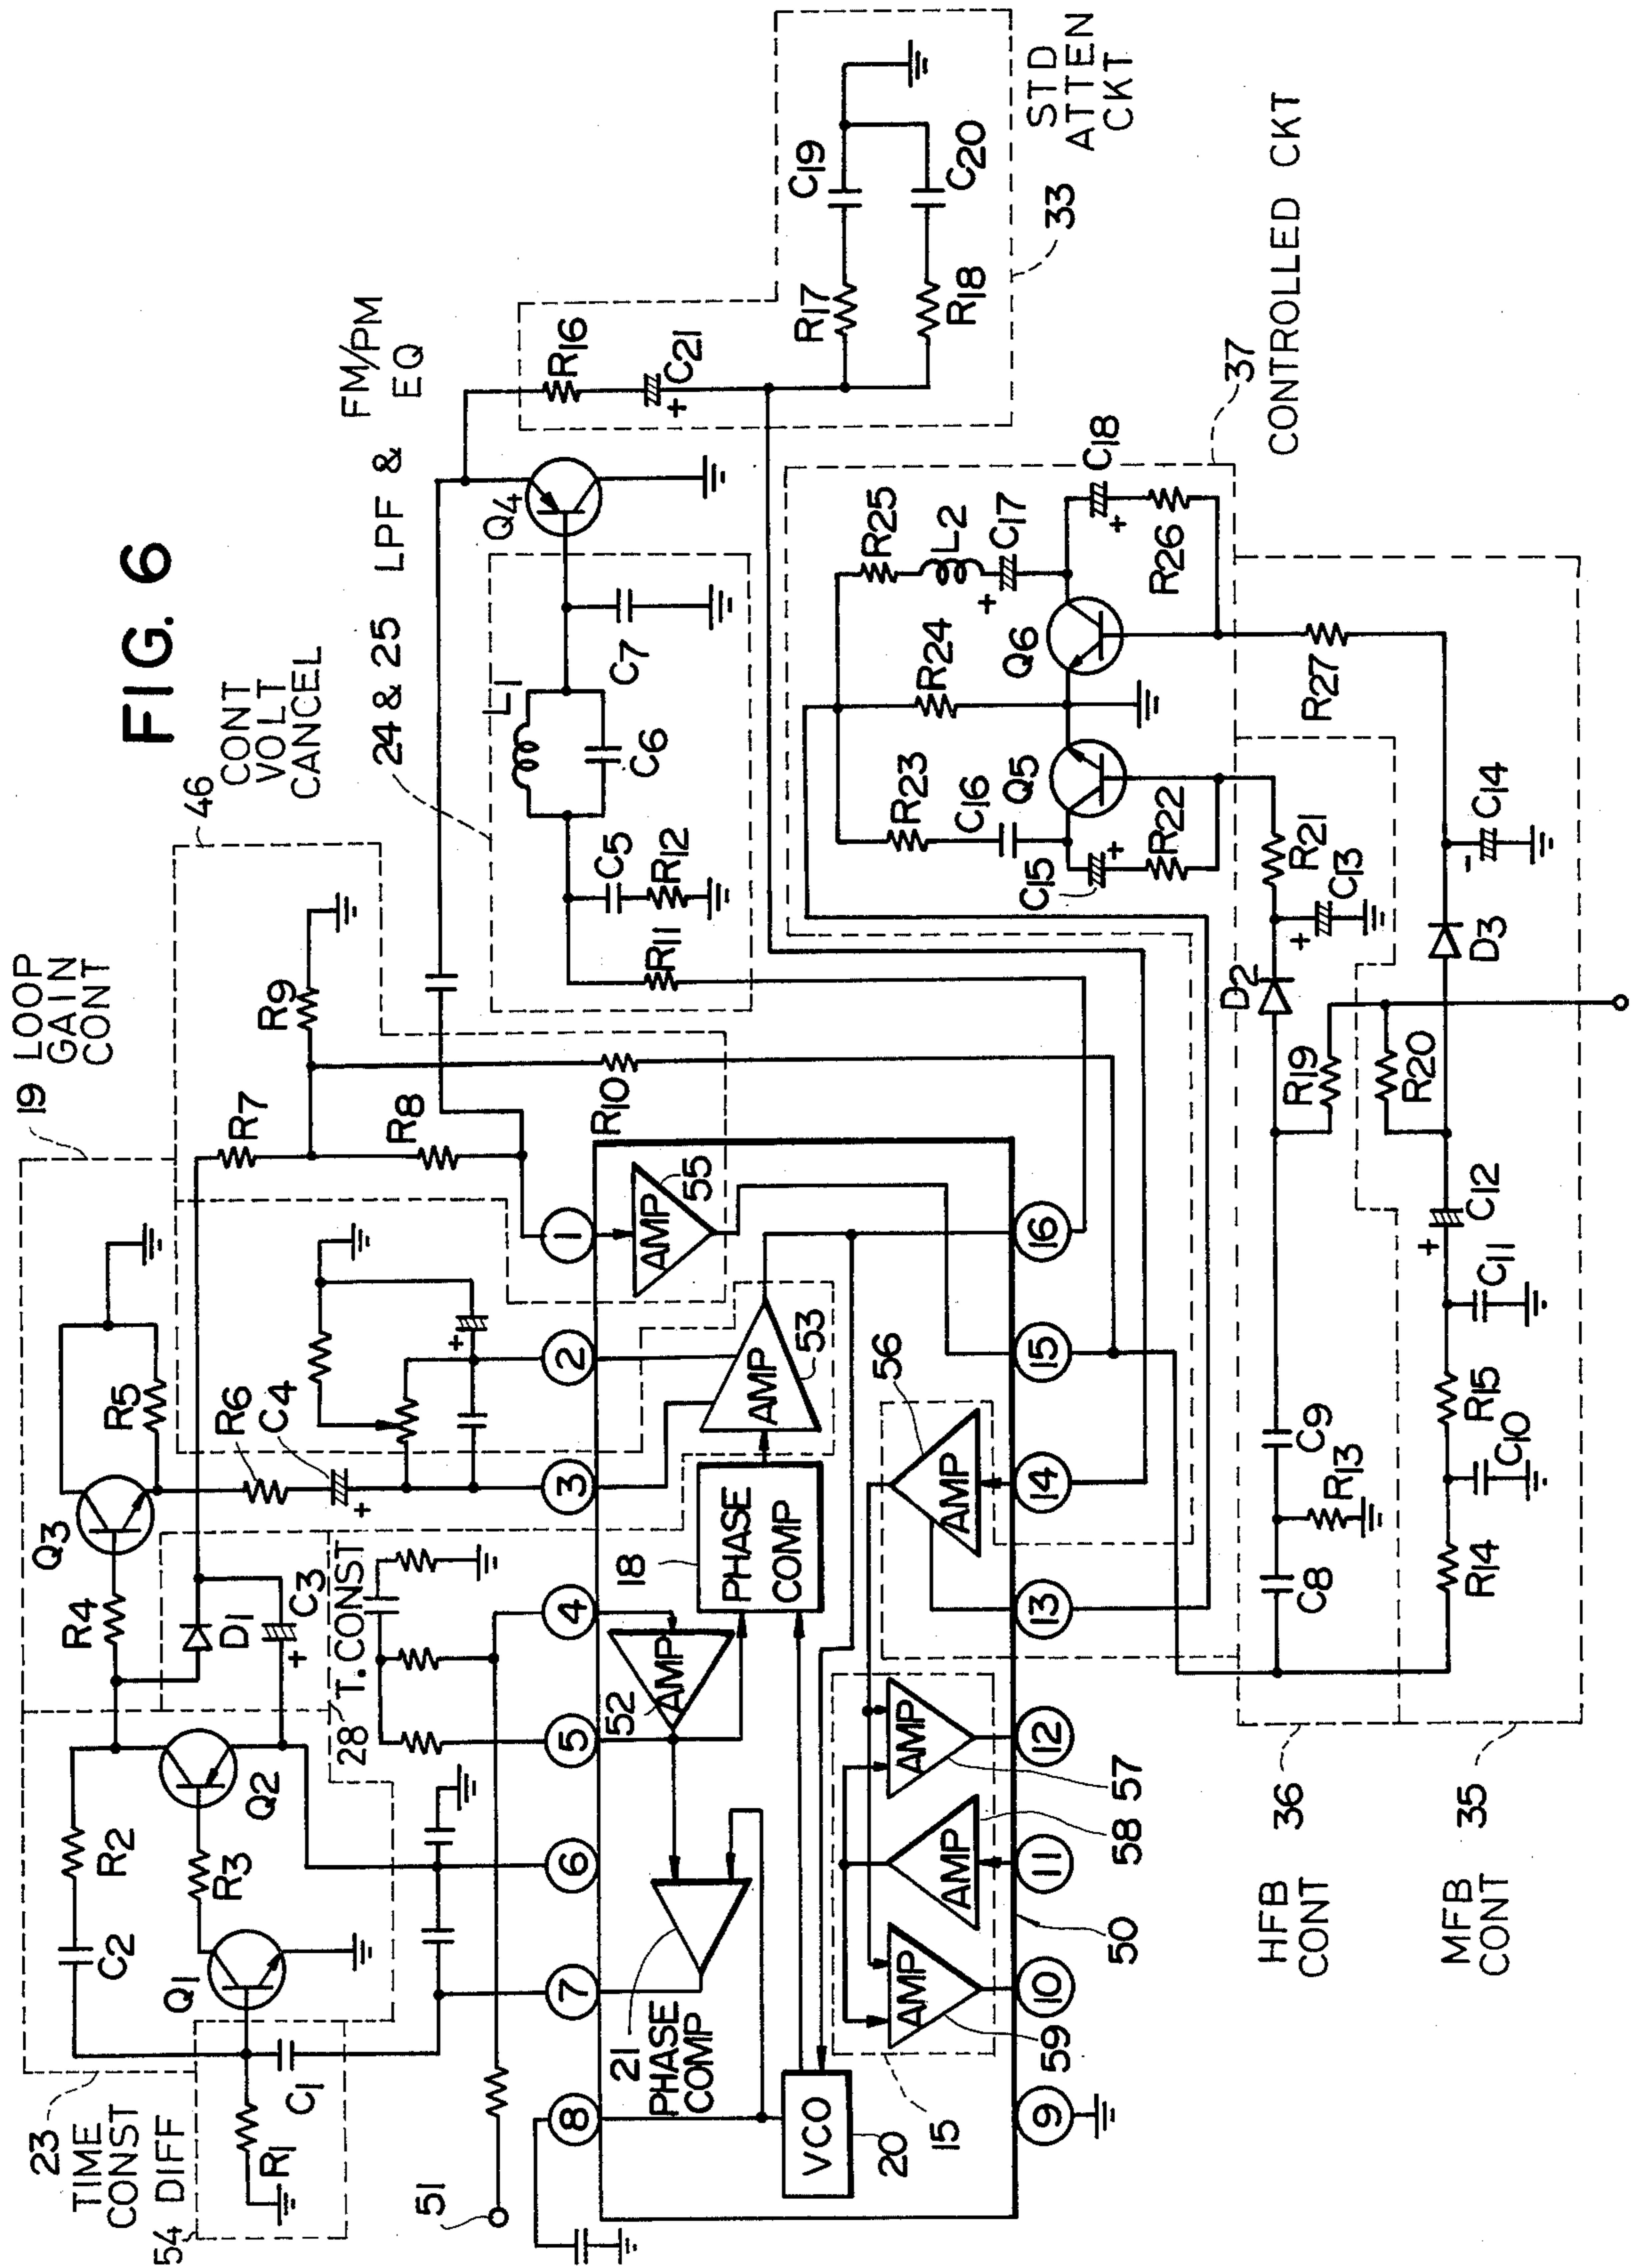 FIG. 6
19 LOOP
GAIN
CONT
46
CONT
VOLT
CANCEL
24 & 25
LPF &
FM/PM
EQ
23
TIME
CONST
54 DIFF
R1
C1
C2
R2
Q1
R3
Q2
28 T.CONST
D1
C3
R4
Q3
R5
R6
C4
R7
R8
R9
R10
R11
C5
R12
L1
C6
C7
Q4
R16
C21
R17
C19
R18
C20
33
STD
ATTEN
CKT
51
8
7
6
5
4
3
2
1
21
PHASE
COMP
52
AMP
18
PHASE
COMP
AMP
53
AMP
55
VCO
20
15
AMP
59
AMP
58
AMP
57
AMP
56
50
9
10
11
12
13
14
15
16
R23
C16
C15
R22
Q5
R24
Q6
R25
L2
C17
C18
R26
R27
37
CONTROLLED CKT
R21
C13
D2
R19
R20
D3
C14
C8
R13
C9
R14
C10
R15
C11
C12
36
HFB
CONT
35
MFB
CONT
+
+
+
+
+
+
+
+
+
-